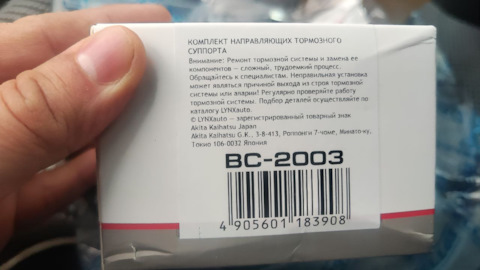 КОМПЛЕКТ НАПРАВЛЯЮЩИХ ТОРМОЗНОГО
СУППОРТА
Внимание: Ремонт тормозной системы и замена ее
компонентов — сложный, трудоемкий процесс.
Обращайтесь к специалистам. Неправильная установка
может являться причиной выхода из строя тормозной
системы или аварии! Регулярно проверяйте работу
тормозной системы. Подбор деталей осуществляйте по
каталогу LYNXauto.
© LYNXauto — зарегистрированный товарный знак
Akita Kaihatsu Japan
Akita Kaihatsu G.K., 3-8-413, Роппонги 7-чоме, Минато-ку,
Токио 106-0032 Япония
BC-2003
4 905601 183908